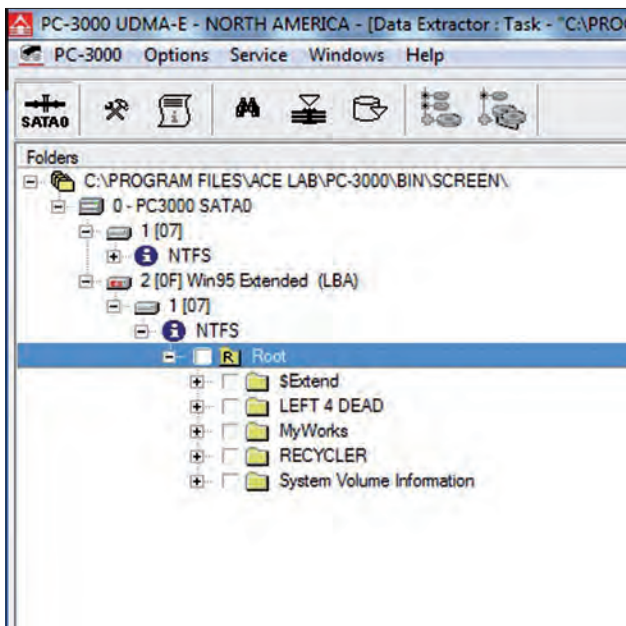 PC-3000 UDMA-E - NORTH AMERICA - [Data Extractor : Task - "C:\PROG
PC-3000 Options Service Windows Help
SATA0
Folders
C:\PROGRAM FILES\ACE LAB\PC-3000\BIN\SCREEN\
0 - PC3000 SATA0
1 [07]
NTFS
2 [0F] Win95 Extended (LBA)
1 [07]
NTFS
R Root
$Extend
LEFT 4 DEAD
MyWorks
RECYCLER
System Volume Information